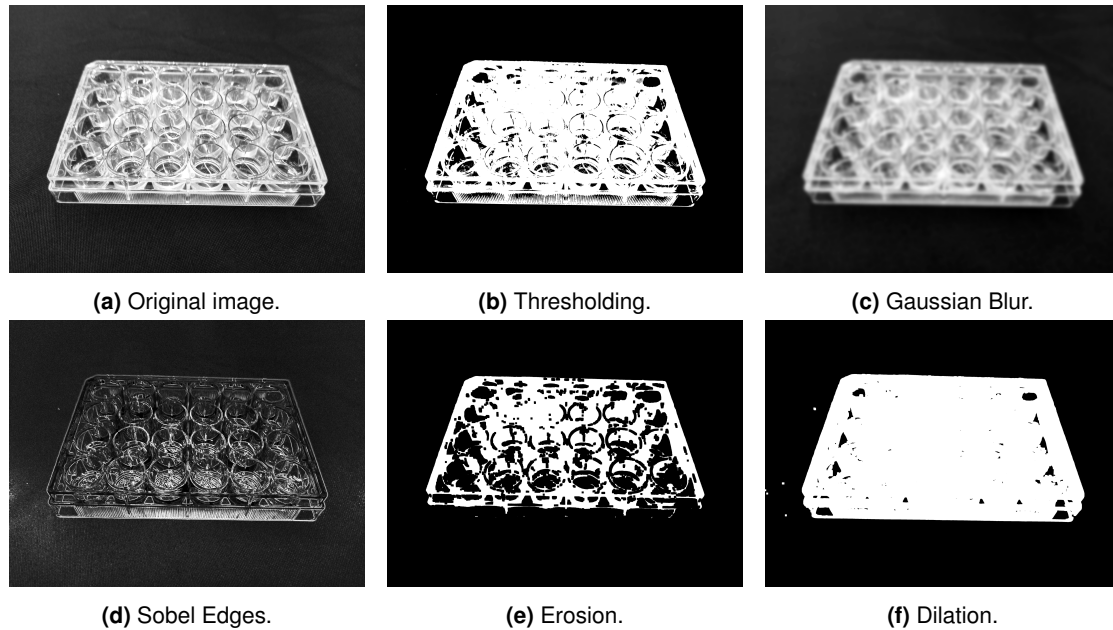 (a) Original image.
(b) Thresholding.
(c) Gaussian Blur.
(d) Sobel Edges.
(e) Erosion.
(f) Dilation.